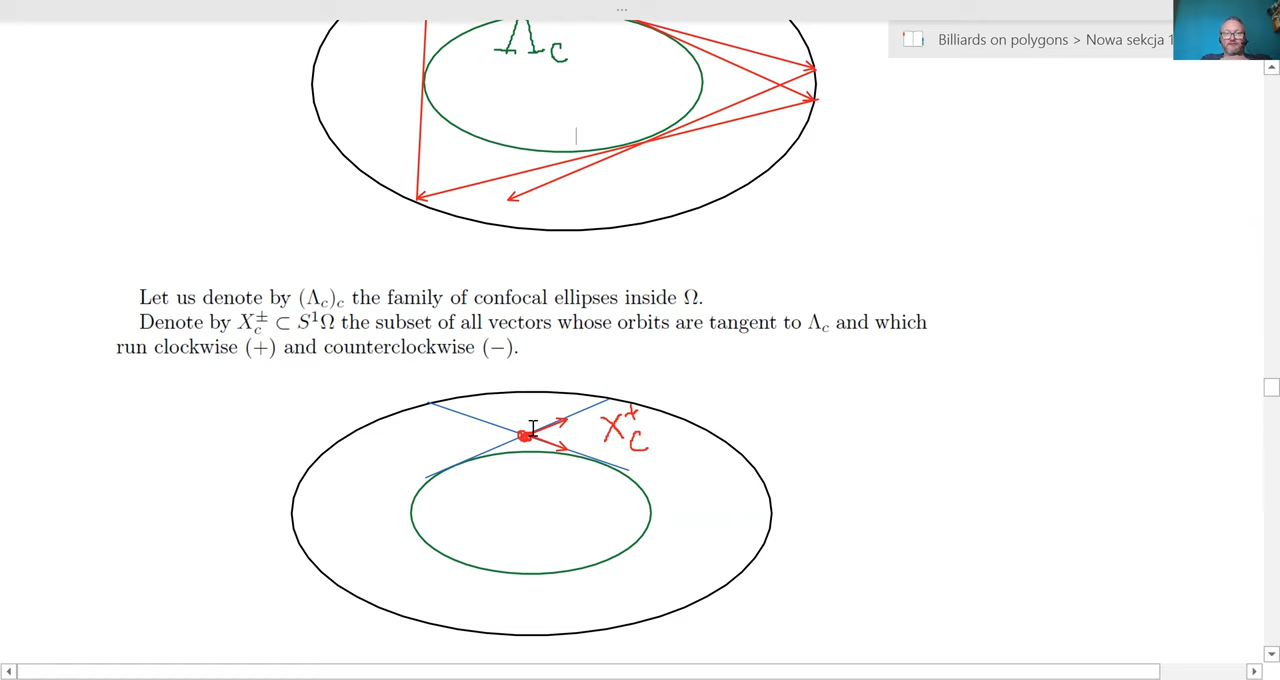 Billiards on polygons > Nowa sekcja 1
Λ_c
Let us denote by (Λ_c)_c the family of confocal ellipses inside Ω.
Denote by X_c^± ⊂ S^1Ω the subset of all vectors whose orbits are tangent to Λ_c and which
run clockwise (+) and counterclockwise (−).
X_c^+